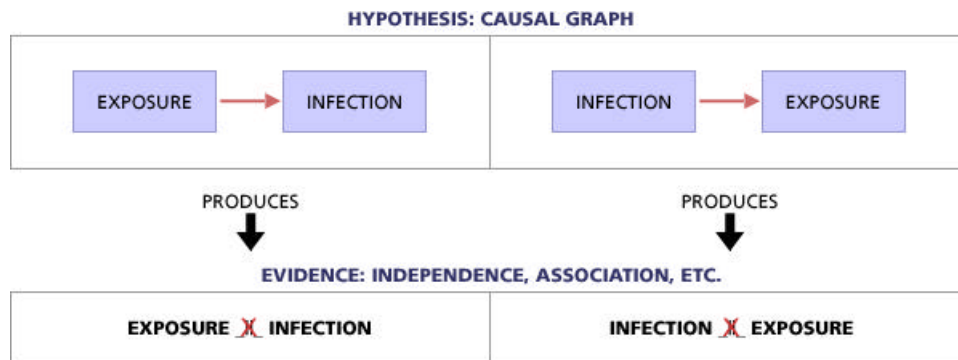 HYPOTHESIS: CAUSAL GRAPH
EXPOSURE INFECTION INFECTION EXPOSURE
PRODUCES PRODUCES
EVIDENCE: INDEPENDENCE, ASSOCIATION, ETC.
EXPOSURE _||_ INFECTION INFECTION _||_ EXPOSURE